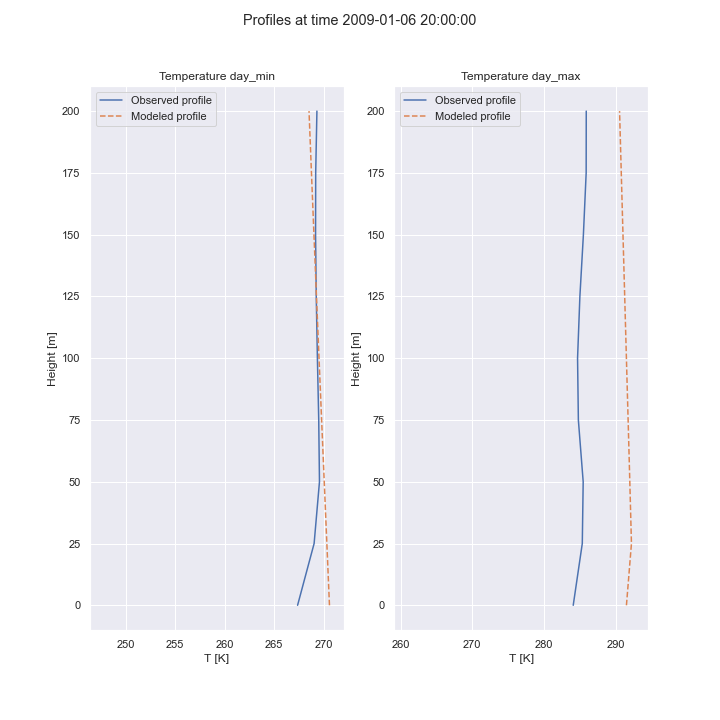 Profiles at time 2009-01-06 20:00:00
Temperature day_min
Observed profile
Modeled profile
200
175
150
125
100
75
50
25
0
Height [m]
250
255
260
265
270
T [K]
Temperature day_max
Observed profile
Modeled profile
200
175
150
125
100
75
50
25
0
Height [m]
260
270
280
290
T [K]